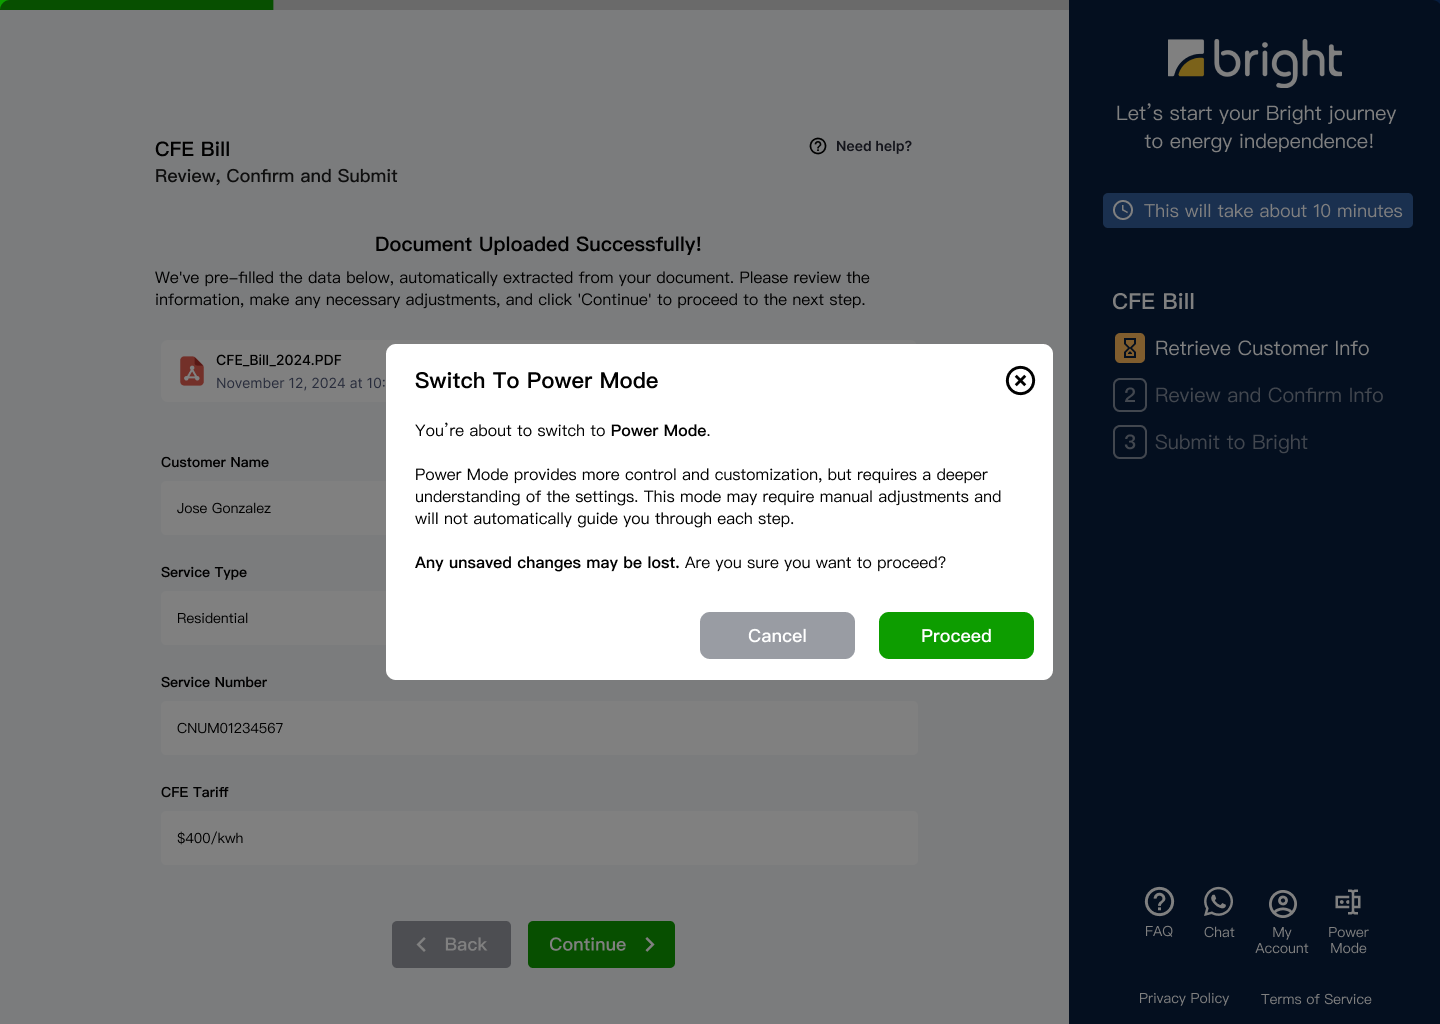 CFE Bill
Review, Confirm and Submit
Need help?
Document Uploaded Successfully!
We've pre-filled the data below, automatically extracted from your document. Please review the
information, make any necessary adjustments, and click 'Continue' to proceed to the next step.
CFE_Bill_2024.PDF
November 12, 2024 at 10:
Customer Name
Jose Gonzalez
Service Type
Residential
Service Number
CNUM01234567
CFE Tariff
$400/kwh
Back
Continue
Switch To Power Mode
You're about to switch to Power Mode.
Power Mode provides more control and customization, but requires a deeper
understanding of the settings. This mode may require manual adjustments and
will not automatically guide you through each step.
Any unsaved changes may be lost. Are you sure you want to proceed?
Cancel
Proceed
bright
Let's start your Bright journey
to energy independence!
This will take about 10 minutes
CFE Bill
Retrieve Customer Info
2 Review and Confirm Info
3 Submit to Bright
FAQ
Chat
My
Account
Power
Mode
Privacy Policy
Terms of Service